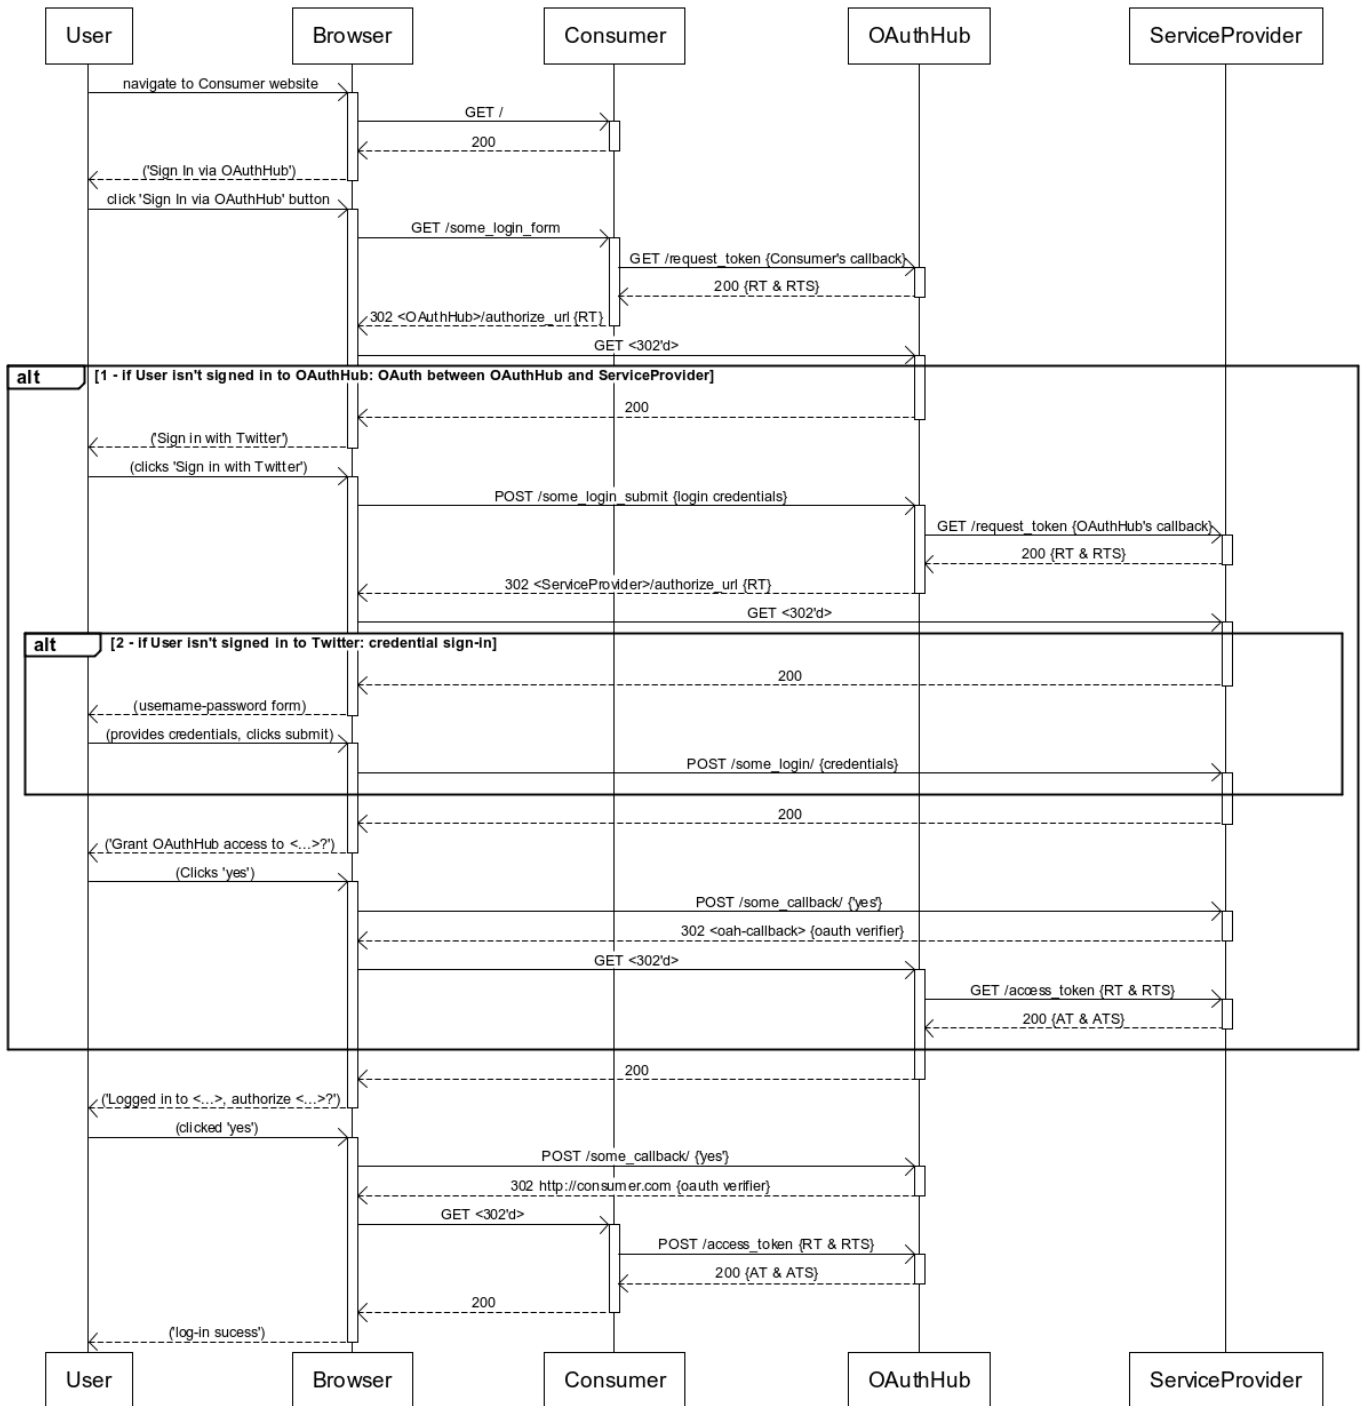 User Browser Consumer OAuthHub ServiceProvider
navigate to Consumer website
GET /
200
('Sign In via OAuthHub')
click 'Sign In via OAuthHub' button
GET /some_login_form
GET /request_token {Consumer's callback}
200 {RT & RTS}
302 <OAuthHub>/authorize_url {RT}
GET <302'd>
alt [1 - if User isn't signed in to OAuthHub: OAuth between OAuthHub and ServiceProvider]
200
('Sign in with Twitter')
(clicks 'Sign in with Twitter')
POST /some_login_submit {login credentials}
GET /request_token {OAuthHub's callback}
200 {RT & RTS}
302 <ServiceProvider>/authorize_url {RT}
GET <302'd>
alt [2 - if User isn't signed in to Twitter: credential sign-in]
200
(username-password form)
(provides credentials, clicks submit)
POST /some_login/ {credentials}
200
('Grant OAuthHub access to <...>?')
(Clicks 'yes')
POST /some_callback/ {'yes'}
302 <oah-callback> {oauth verifier}
GET <302'd>
GET /access_token {RT & RTS}
200 {AT & ATS}
200
('Logged in to <...>, authorize <...>?')
(clicked 'yes')
POST /some_callback/ {'yes'}
302 http://consumer.com {oauth verifier}
GET <302'd>
POST /access_token {RT & RTS}
200 {AT & ATS}
200
('log-in sucess')
User Browser Consumer OAuthHub ServiceProvider